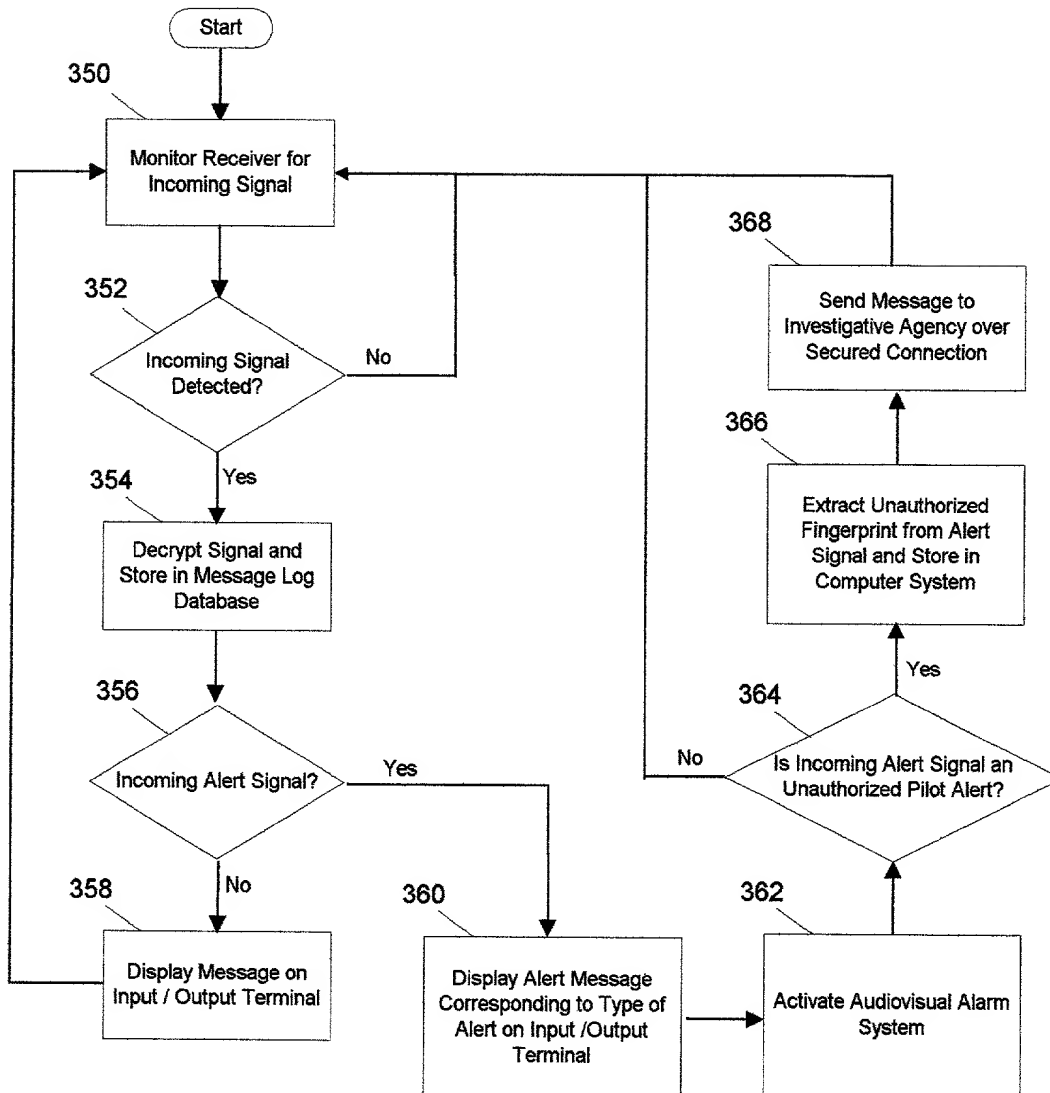 Start
350
Monitor Receiver for
Incoming Signal
352
Incoming Signal
Detected?
No
Yes
354
Decrypt Signal and
Store in Message Log
Database
356
Incoming Alert Signal?
Yes
No
358
Display Message on
Input / Output Terminal
360
Display Alert Message
Corresponding to Type of
Alert on Input /Output
Terminal
362
Activate Audiovisual Alarm
System
364
Is Incoming Alert Signal an
Unauthorized Pilot Alert?
No
Yes
366
Extract Unauthorized
Fingerprint from Alert
Signal and Store in
Computer System
368
Send Message to
Investigative Agency over
Secured Connection